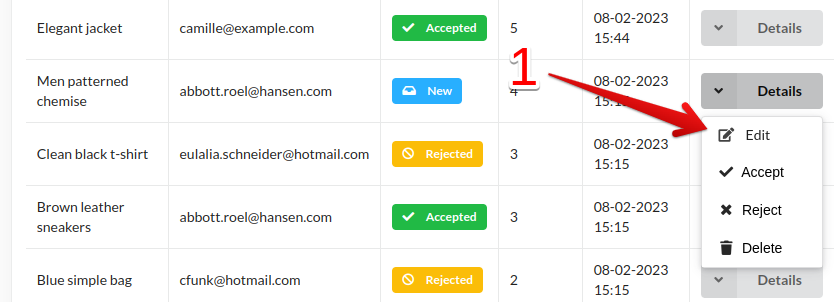 Elegant jacket camille@example.com Accepted 5 08-02-2023 15:44 Details
Men patterned chemise abbott.roel@hansen.com New 4 08-02-2023 Details
1
Edit
Clean black t-shirt eulalia.schneider@hotmail.com Rejected 3 08-02-2023 15:15
Accept
Brown leather sneakers abbott.roel@hansen.com Accepted 3 08-02-2023 15:15
Reject
Delete
Blue simple bag cfunk@hotmail.com Rejected 2 08-02-2023 15:15 Details